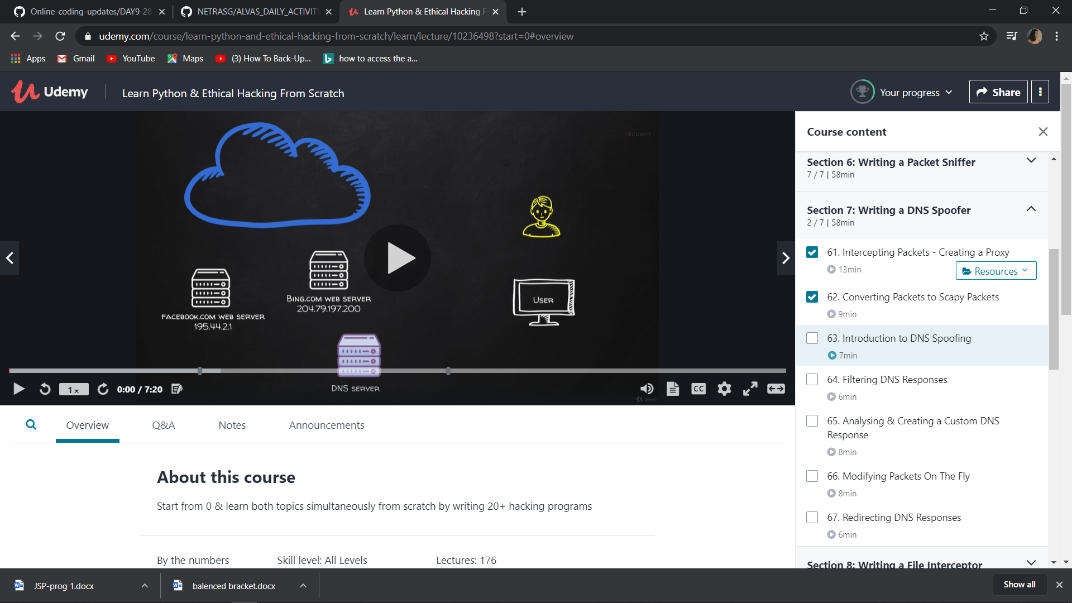 Online-coding-updates/DAY9-28
NETRASG/ALVAS_DAILY_ACTIVITY
Learn Python & Ethical Hacking F
udemy.com/course/learn-python-and-ethical-hacking-from-scratch/learn/lecture/10236498?start=0#overview
Apps
Gmail
YouTube
Maps
(3) How To Back-Up...
how to access the a...
Udemy
Learn Python & Ethical Hacking From Scratch
Your progress
Share
FACEBOOK.COM WEB SERVER
195.44.2.1
BING.COM WEB SERVER
204.79.197.200
USER
DNS SERVER
1x
0:00 / 7:20
CC
Course content
Section 6: Writing a Packet Sniffer
7 / 7 | 58min
Section 7: Writing a DNS Spoofer
2 / 7 | 58min
61. Intercepting Packets - Creating a Proxy
13min
Resources
62. Converting Packets to Scapy Packets
9min
63. Introduction to DNS Spoofing
7min
64. Filtering DNS Responses
6min
65. Analysing & Creating a Custom DNS
Response
8min
66. Modifying Packets On The Fly
8min
67. Redirecting DNS Responses
6min
Section 8: Writing a File Interceptor
Overview
Q&A
Notes
Announcements
About this course
Start from 0 & learn both topics simultaneously from scratch by writing 20+ hacking programs
By the numbers
Skill level: All Levels
Lectures: 176
JSP-prog 1.docx
balenced bracket.docx
Show all